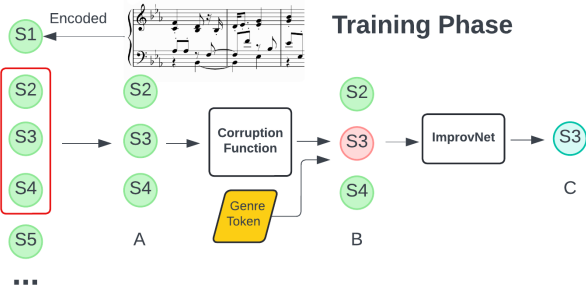 Training Phase
Encoded
S1
S2
S3
S4
S5
...
S2
S3
S4
A
Corruption
Function
Genre
Token
S2
S3
S4
B
ImprovNet
S3
C